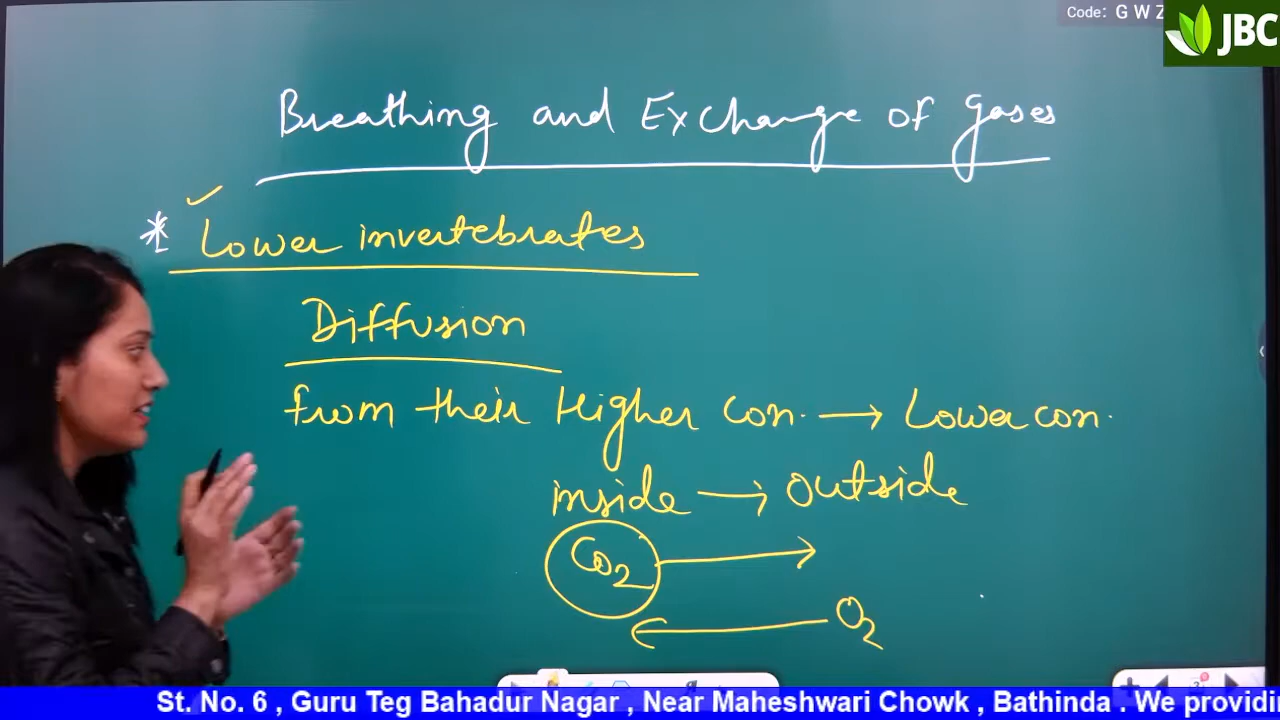 Code: G W Z
JBC
Breathing and Exchange of gases
* Lower invertebrates
Diffusion
from their Higher con. → Lower con.
inside → outside
CO2 →
← O2
St. No. 6 , Guru Teg Bahadur Nagar , Near Maheshwari Chowk , Bathinda . We providi